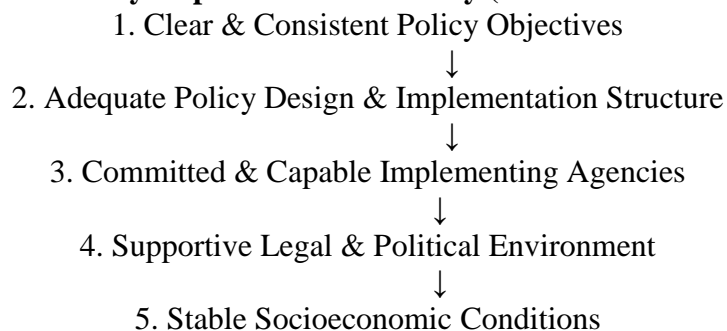 1. Clear & Consistent Policy Objectives
↓
2. Adequate Policy Design & Implementation Structure
↓
3. Committed & Capable Implementing Agencies
↓
4. Supportive Legal & Political Environment
↓
5. Stable Socioeconomic Conditions